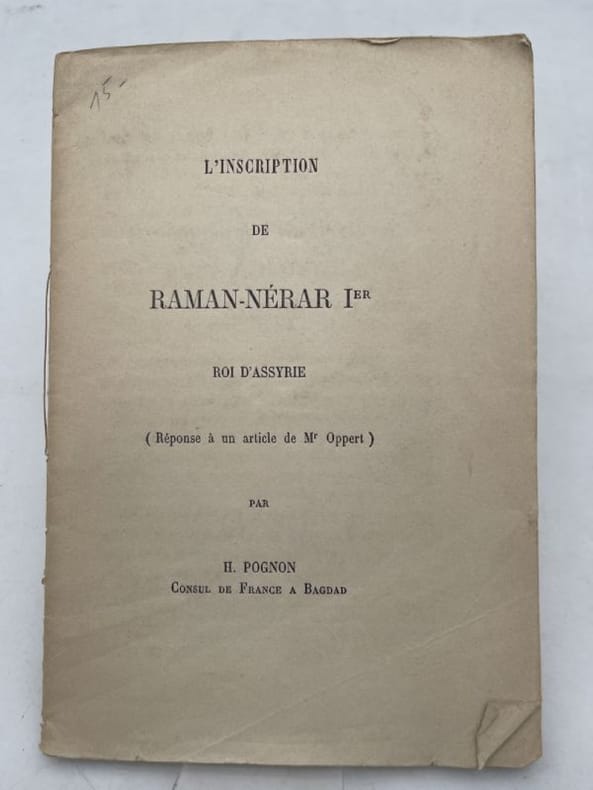 15-
L'INSCRIPTION
DE
RAMAN-NÉRAR IER
ROI D'ASSYRIE
( Réponse à un article de Mr Oppert )
PAR
H. POGNON
CONSUL DE FRANCE A BAGDAD